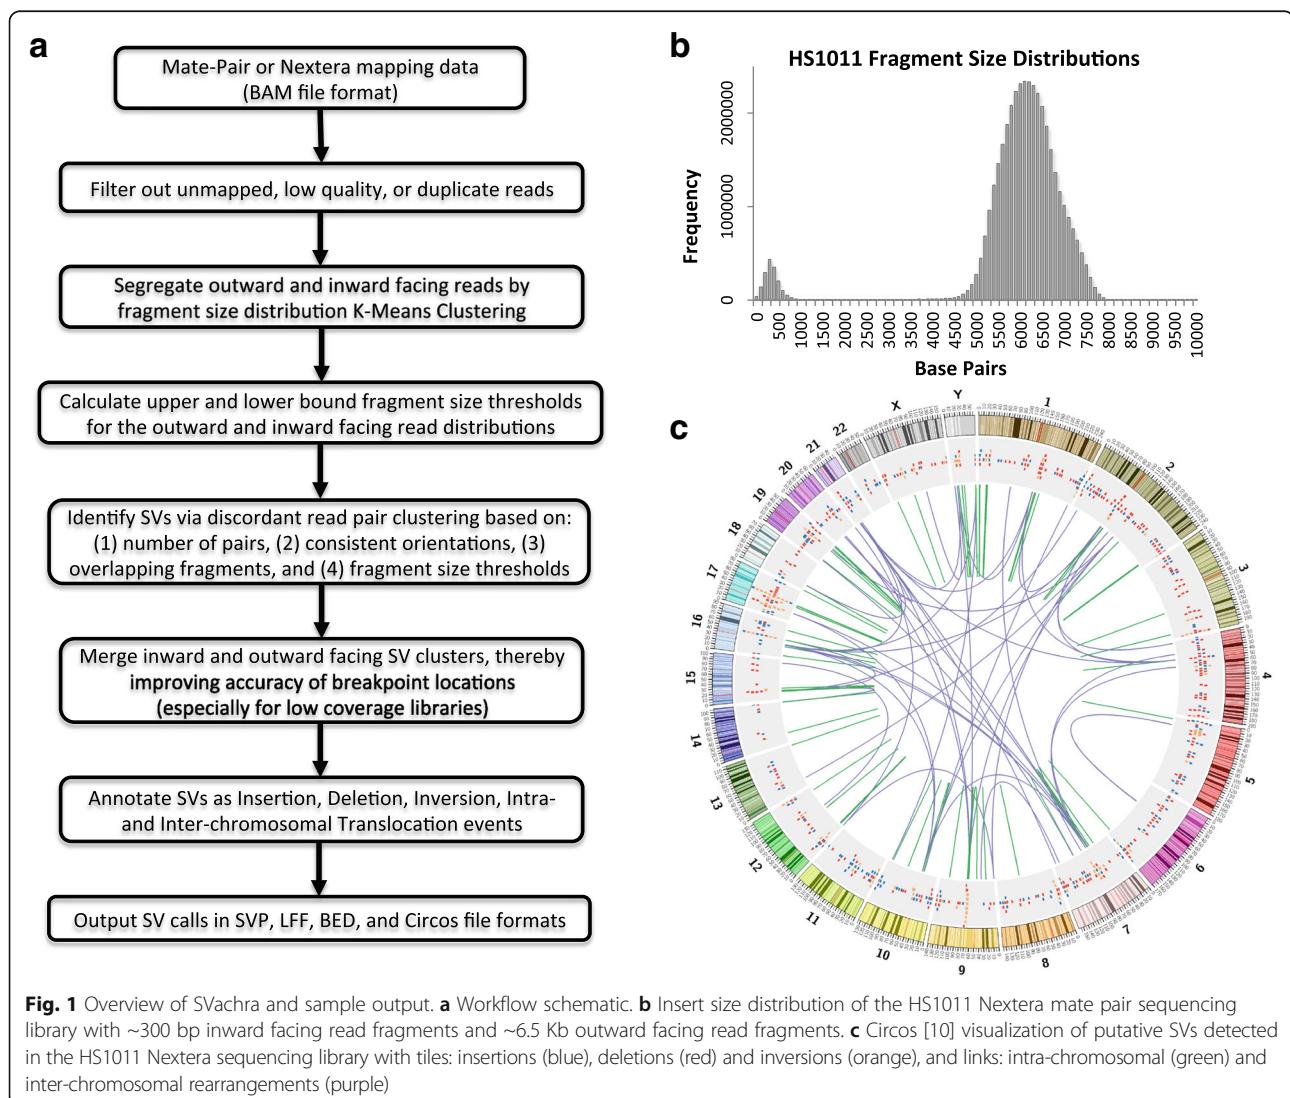 a
Mate-Pair or Nextera mapping data
(BAM file format)
Filter out unmapped, low quality, or duplicate reads
Segregate outward and inward facing reads by
fragment size distribution K-Means Clustering
Calculate upper and lower bound fragment size thresholds
for the outward and inward facing read distributions
Identify SVs via discordant read pair clustering based on:
(1) number of pairs, (2) consistent orientations, (3)
overlapping fragments, and (4) fragment size thresholds
Merge inward and outward facing SV clusters, thereby
improving accuracy of breakpoint locations
(especially for low coverage libraries)
Annotate SVs as Insertion, Deletion, Inversion, Intra-
and Inter-chromosomal Translocation events
Output SV calls in SVP, LFF, BED, and Circos file formats
b
HS1011 Fragment Size Distributions
Frequency
2000000
1000000
0
0
500
1000
1500
2000
2500
3000
3500
4000
4500
5000
5500
6000
6500
7000
7500
8000
8500
9000
9500
10000
Base Pairs
c
1
2
3
4
5
6
7
8
9
10
11
12
13
14
15
16
17
18
19
20
21
22
X
Y
Fig. 1 Overview of SVachra and sample output. a Workflow schematic. b Insert size distribution of the HS1011 Nextera mate pair sequencing
library with ~300 bp inward facing read fragments and ~6.5 Kb outward facing read fragments. c Circos [10] visualization of putative SVs detected
in the HS1011 Nextera sequencing library with tiles: insertions (blue), deletions (red) and inversions (orange), and links: intra-chromosomal (green) and
inter-chromosomal rearrangements (purple)